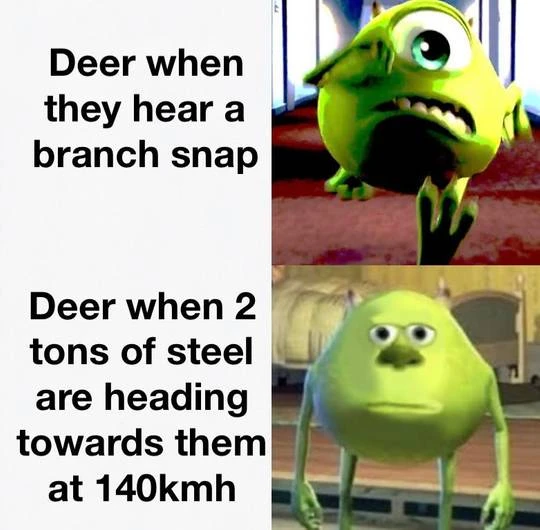 Deer when
they hear a
branch snap
Deer when 2
tons of steel
are heading
towards them
at 140kmh